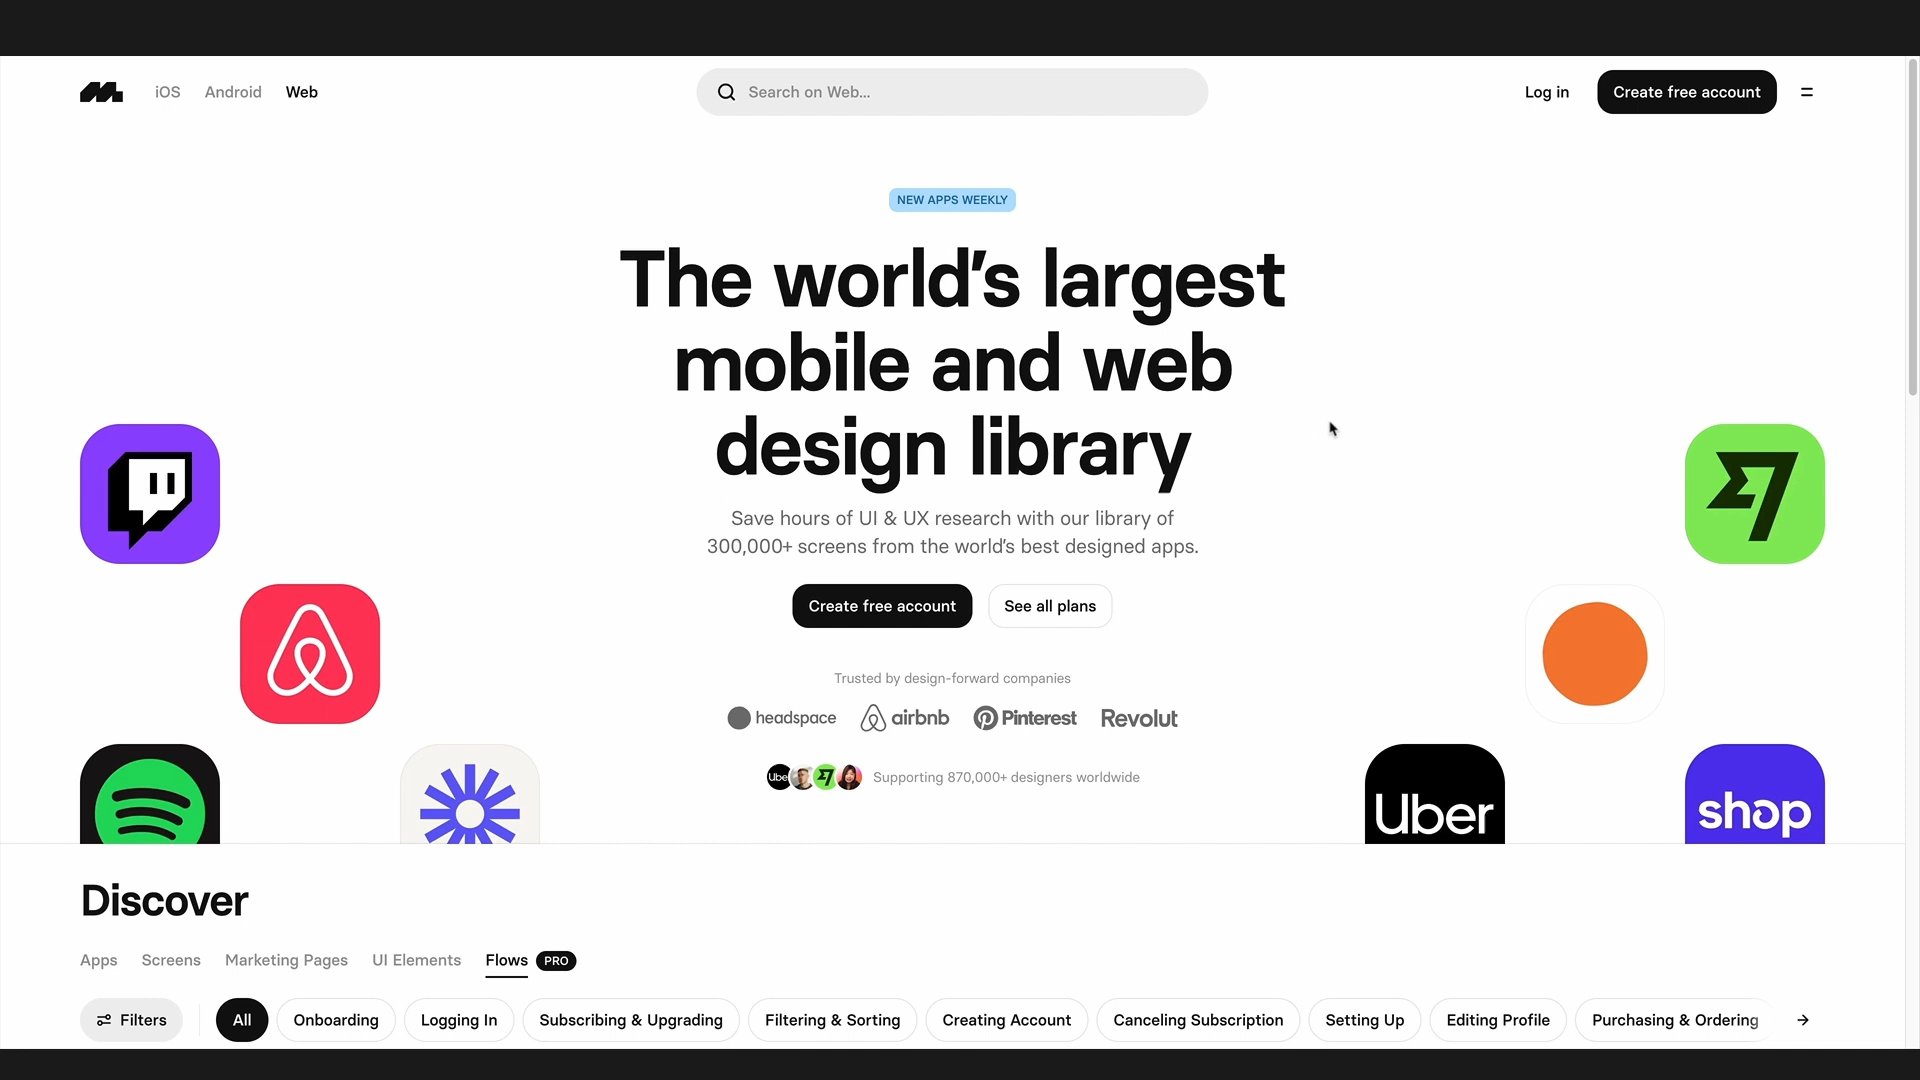 iOS Android Web
Search on Web...
Log in
Create free account
NEW APPS WEEKLY
The world's largest
mobile and web
design library
Save hours of UI & UX research with our library of
300,000+ screens from the world's best designed apps.
Create free account
See all plans
Trusted by design-forward companies
headspace airbnb Pinterest Revolut
Uber
Supporting 870,000+ designers worldwide
Uber
shop
Discover
Apps Screens Marketing Pages UI Elements Flows PRO
Filters All Onboarding Logging In Subscribing & Upgrading Filtering & Sorting Creating Account Canceling Subscription Setting Up Editing Profile Purchasing & Ordering